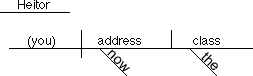 Heitor
(you) address class
now the